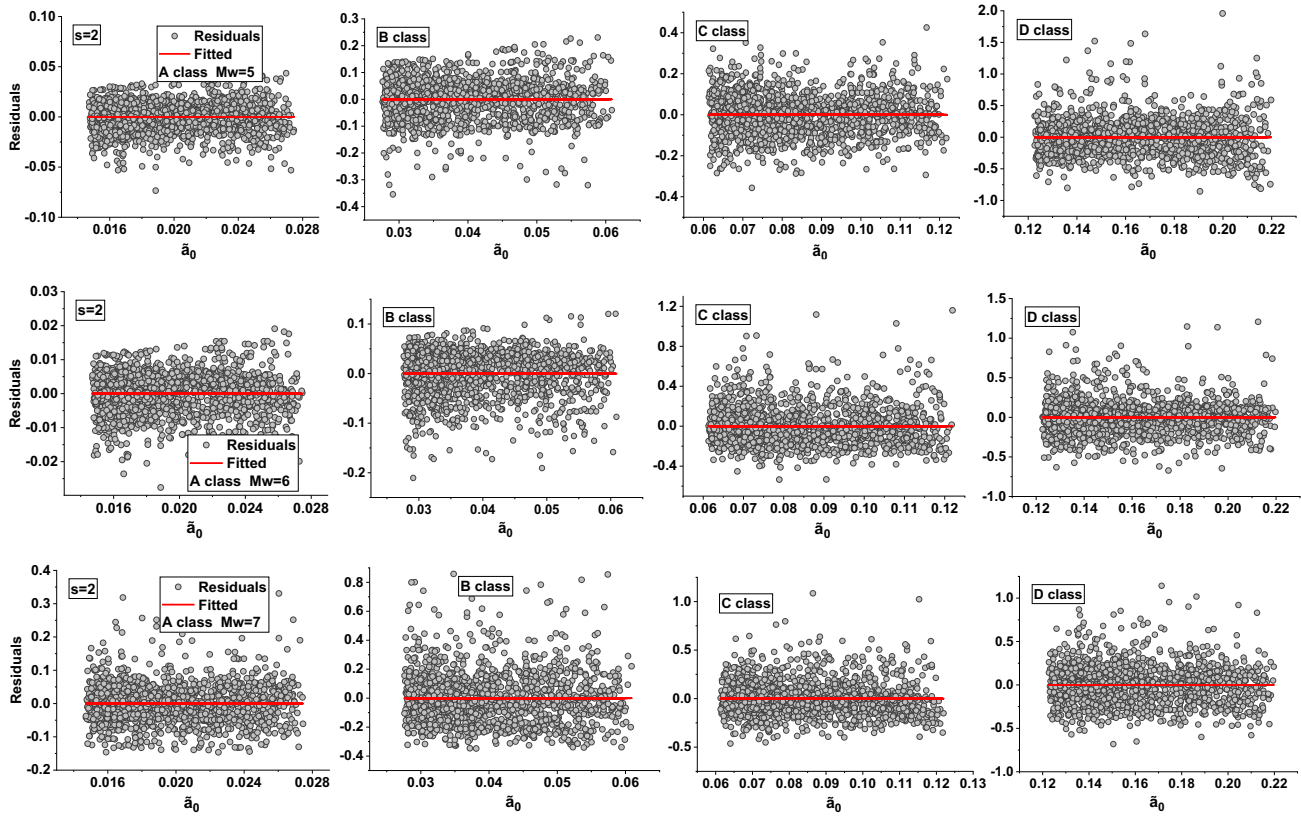 0.10
0.05
0.00
-0.05
-0.10
Residuals
s=2
Residuals
Fitted
A class Mw=5
0.016 0.020 0.024 0.028
ã0
0.3
0.2
0.1
0.0
-0.1
-0.2
-0.3
-0.4
B class
0.03 0.04 0.05 0.06
ã0
0.4
0.2
0.0
-0.2
-0.4
C class
0.06 0.07 0.08 0.09 0.10 0.11 0.12
ã0
2.0
1.5
1.0
0.5
0.0
-0.5
-1.0
D class
0.12 0.14 0.16 0.18 0.20 0.22
ã0
0.03
0.02
0.01
0.00
-0.01
-0.02
Residuals
s=2
Residuals
Fitted
A class Mw=6
0.016 0.020 0.024 0.028
ã0
0.1
0.0
-0.1
-0.2
B class
0.03 0.04 0.05 0.06
ã0
1.2
0.8
0.4
0.0
-0.4
C class
0.06 0.07 0.08 0.09 0.10 0.11 0.12
ã0
1.5
1.0
0.5
0.0
-0.5
-1.0
D class
0.12 0.14 0.16 0.18 0.20 0.22
ã0
0.4
0.3
0.2
0.1
0.0
-0.1
-0.2
Residuals
s=2
Residuals
Fitted
A class Mw=7
0.016 0.020 0.024 0.028
ã0
0.8
0.6
0.4
0.2
0.0
-0.2
-0.4
B class
0.03 0.04 0.05 0.06
ã0
1.0
0.5
0.0
-0.5
C class
0.06 0.07 0.08 0.09 0.10 0.11 0.12 0.13
ã0
1.0
0.5
0.0
-0.5
-1.0
D class
0.12 0.14 0.16 0.18 0.20 0.22
ã0